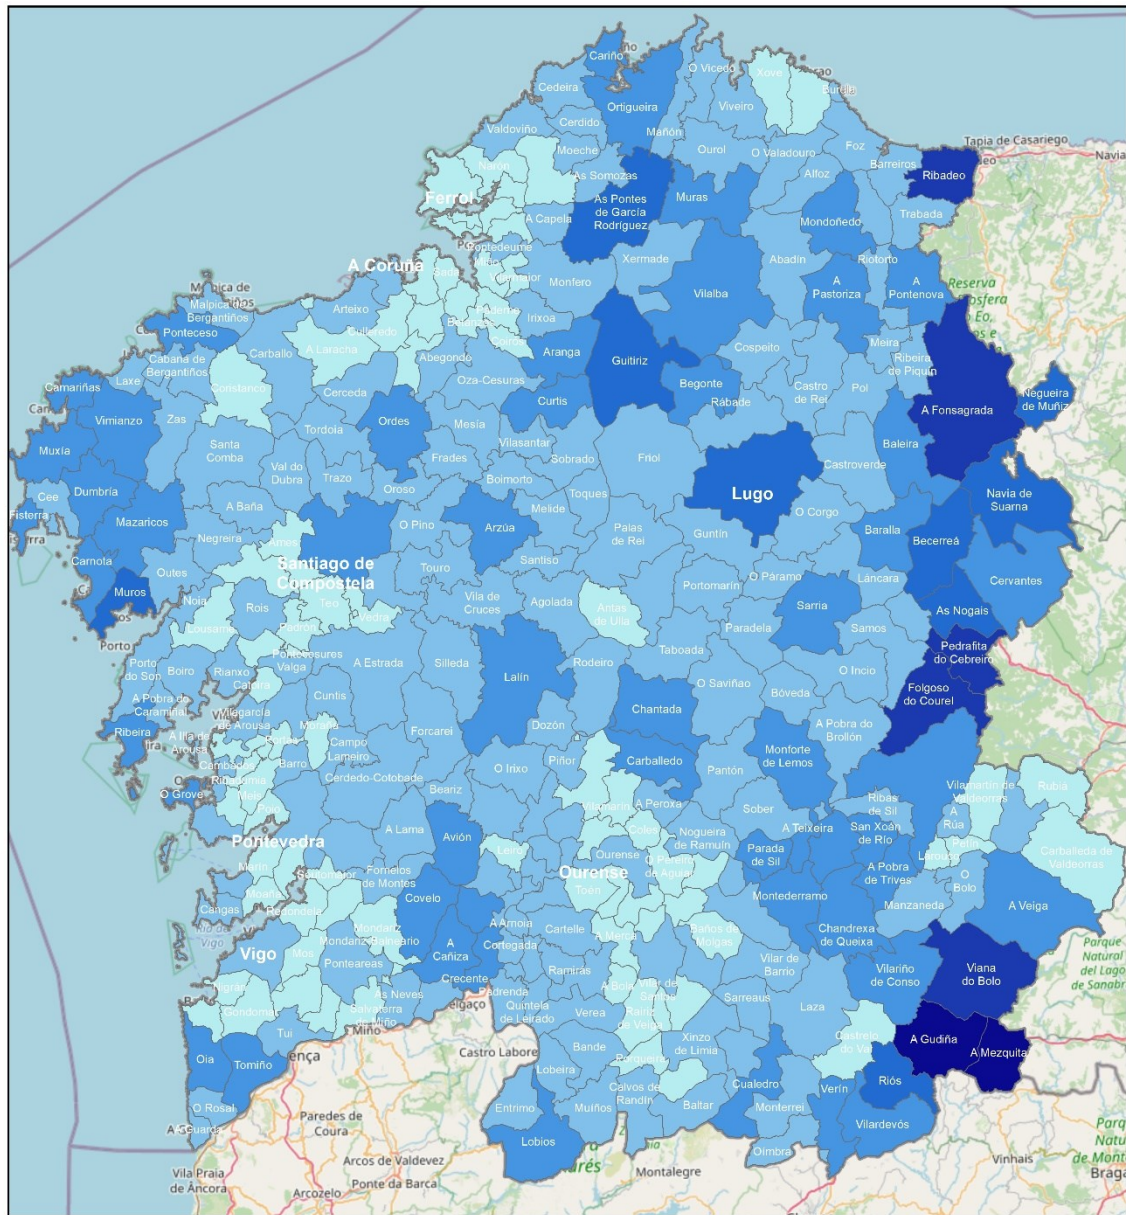 Cariño
O Vicedo
Xove
Burela
Cedeira
Ortigueira
Viveiro
Cerdido
Mañón
Valdoviño
Moeche
Ourol
O Valadouro
Foz
Barreiros
Tapia de Casariego
Navia
Narón
As Somozas
Alfoz
Ribadeo
Ferrol
A Capela
As Pontes
de García
Rodríguez
Muras
Mondoñedo
Trabada
Pontedeume
Miño
Vilarmaior
Monfero
Xermade
Abadín
Riotorto
A Coruña
Sada
Vilalba
A
Pastoriza
A
Pontenova
Reserva
Malpica de
Bergantiños
Ponteceso
Arteixo
Culleredo
Paderne
Betanzos
Irixoa
Coirós
A Laracha
Carballo
Cabana de
Bergantiños
Laxe
Camariñas
Abegondo
Aranga
Guitiriz
Cospeito
Meira
Ribeira
de Piquín
Coristanco
Cerceda
Oza-Cesuras
Curtis
Begonte
Rábade
Castro
de Rei
Pol
A Fonsagrada
Negueira
de Muñiz
Vimianzo
Zas
Tordoia
Ordes
Mesía
Vilasantar
Baleira
Muxía
Santa
Comba
Val do
Dubra
Trazo
Frades
Sobrado
Friol
Castroverde
Cee
Dumbría
Fisterra
Mazaricos
A Baña
Oroso
Boimorto
Toques
Lugo
Navia de
Suarna
Negreira
Ames
O Pino
Arzúa
Melide
Palas
de Rei
Guntín
O Corgo
Baralla
Becerreá
Carnota
Outes
Santiago de
Compostela
Touro
Santiso
Cervantes
Muros
Noia
Rois
Teo
Vedra
Vila de
Cruces
Agolada
Antas
de Ulla
Portomarín
O Páramo
Láncara
As Nogais
Lousame
Padrón
Sarria
Samos
Paradela
Porto
do Son
Boiro
Rianxo
Pontecesures
Valga
Catoira
A Estrada
Silleda
Lalín
Rodeiro
Taboada
O Saviñao
O Incio
Pedrafita
do Cebreiro
Folgoso
do Courel
A Pobra do
Caramiñal
Vilagarcía
de Arousa
Cuntis
Moraña
Forcarei
Dozón
Chantada
Bóveda
A Pobra do
Brollón
Ribeira
A Illa de
Arousa
Portas
Barro
Campo
Lameiro
Cerdedo-Cotobade
Monforte
de Lemos
Cambados
Ribadumia
Meis
O Grove
Poio
O Irixo
Piñor
Carballedo
Pantón
Beariz
Vilamarín
A Peroxa
Sober
Ribas
de Sil
Vilamartín de
Valdeorras
Rubiá
Pontevedra
A Lama
Avión
Coles
Nogueira
de Ramuín
A Teixeira
San Xoán
de Río
A
Rúa
Petín
Marín
Soutomaior
Fornelos
de Montes
Leiro
Ourense
Ourense
O Pereiro
de Aguiar
Parada
de Sil
A Pobra
de Trives
Larouco
Carballeda de
Valdeorras
Moaña
Cangas
Redondela
Covelo
Toén
Montederramo
Manzaneda
O
Bolo
A Veiga
Vigo
Mos
Mondariz
Mondariz
Balneario
Ponteareas
A
Cañiza
A Arnoia
Cortegada
Cartelle
A Merca
Baños de
Molgas
Chandrexa
de Queixa
Nigrán
Gondomar
As Neves
Salvaterra
de Miño
Crecente
Padrenda
Ramirás
A Bola
Vilar de
Santos
Vilar de
Barrio
Vilariño
de Conso
Viana
do Bolo
Parque
Natural
del Lago
de Sanabria
Tui
Quintela
de Leirado
Verea
Rairiz
de Veiga
Sarreaus
Laza
Castrelo
do Val
A Gudiña
A Mezquita
Oia
Tomiño
Castro Labore
Lobeira
Bande
Porqueira
Xinzo
de Limia
Riós
O Rosal
A Guarda
Paredes de
Coura
Entrimo
Muíños
Calvos de
Randín
Baltar
Cualedro
Monterrei
Verín
Vilardevós
Lobios
Oímbra
Vila Praia
de Âncora
Arcos de Valdevez
Ponte da Barca
Arcozelo
Montalegre
Vinhais